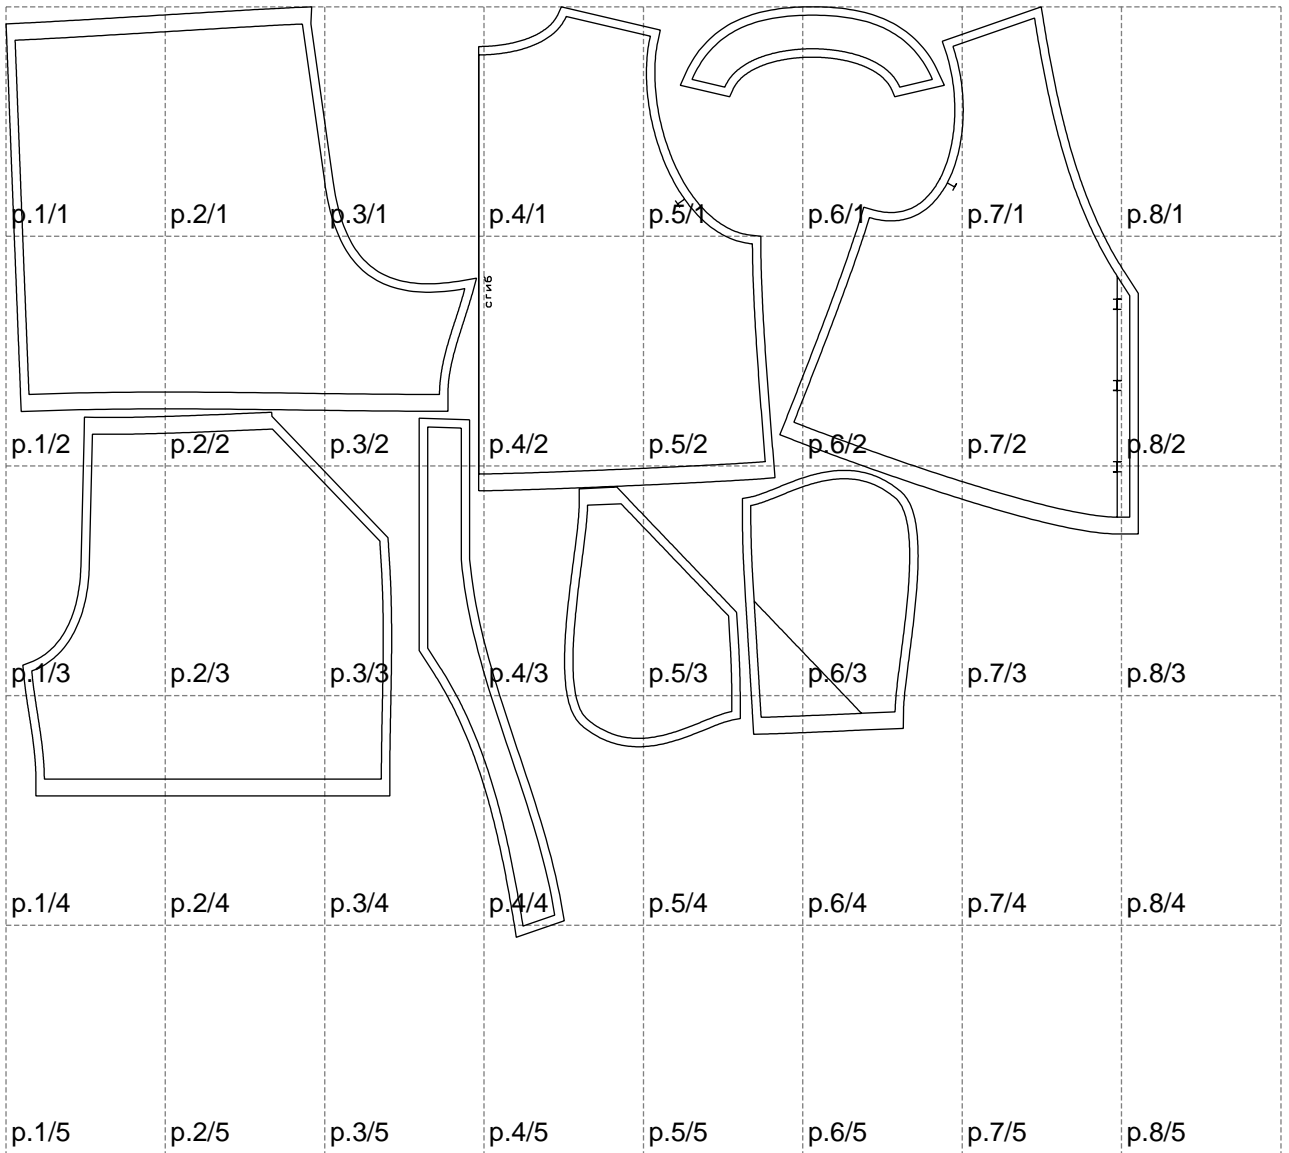 p.1/1 p.2/1 p.3/1 p.4/1 p.5/1 p.6/1 p.7/1 p.8/1
сгиб
p.1/2 p.2/2 p.3/2 p.4/2 p.5/2 p.6/2 p.7/2 p.8/2
p.1/3 p.2/3 p.3/3 p.4/3 p.5/3 p.6/3 p.7/3 p.8/3
p.1/4 p.2/4 p.3/4 p.4/4 p.5/4 p.6/4 p.7/4 p.8/4
p.1/5 p.2/5 p.3/5 p.4/5 p.5/5 p.6/5 p.7/5 p.8/5